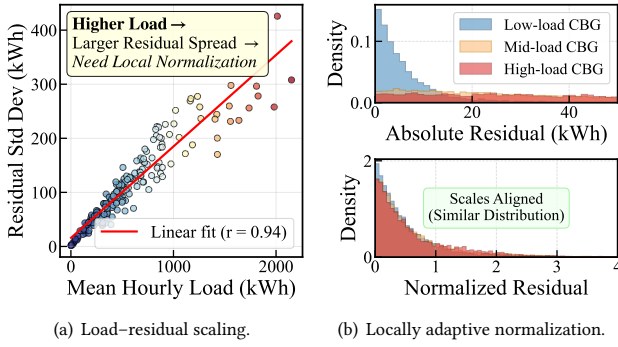 Residual Std Dev (kWh)
400
300
200
100
0
Higher Load→
Larger Residual Spread →
Need Local Normalization
Linear fit (r = 0.94)
0
1000
2000
Mean Hourly Load (kWh)
(a) Load–residual scaling.
Density
0.1
0.0
Low-load CBG
Mid-load CBG
High-load CBG
20
40
Absolute Residual (kWh)
Density
2
0
Scales Aligned
(Similar Distribution)
0
1
2
3
4
Normalized Residual
(b) Locally adaptive normalization.